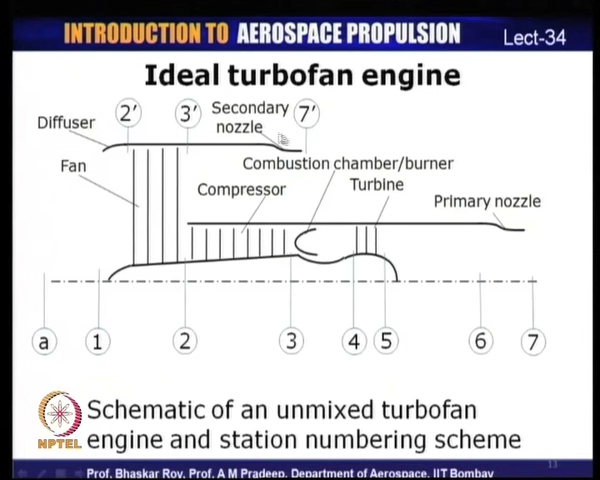 INTRODUCTION TO AEROSPACE PROPULSION
Lect-34
Ideal turbofan engine
2′ 3′ Secondary nozzle 7′
Diffuser
Fan
Combustion chamber/burner
Compressor
Turbine
Primary nozzle
a 1 2 3 4 5 6 7
Schematic of an unmixed turbofan
engine and station numbering scheme
NPTEL
13
Prof. Bhaskar Roy, Prof. A M Pradeep, Department of Aerospace, IIT Bombay